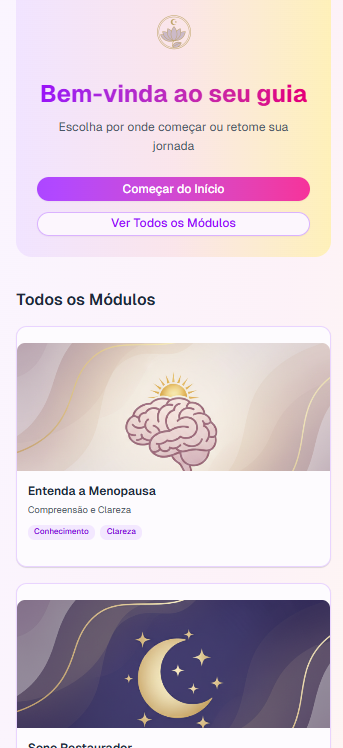 Bem-vinda ao seu guia
Escolha por onde começar ou retome sua
jornada
Começar do Início
Ver Todos os Módulos
Todos os Módulos
Entenda a Menopausa
Compreensão e Clareza
Conhecimento Clareza
Sono Restaurador